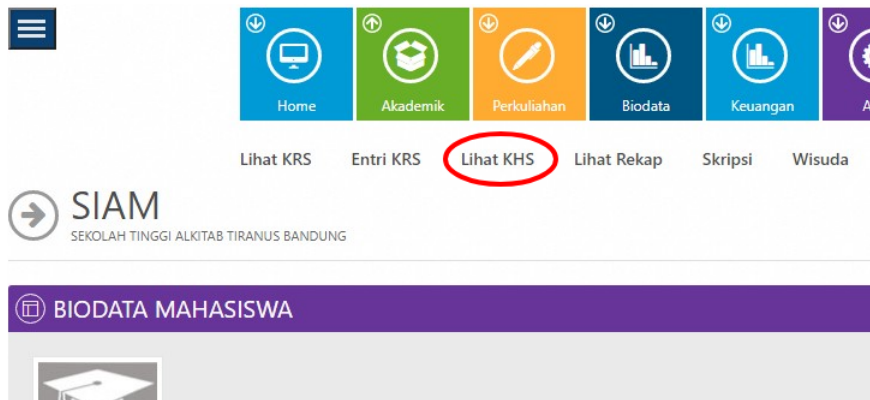 Home Akademik Perkuliahan Biodata Keuangan
Lihat KRS Entri KRS Lihat KHS Lihat Rekap Skripsi Wisuda
SIAM
SEKOLAH TINGGI ALKITAB TIRANUS BANDUNG
BIODATA MAHASISWA